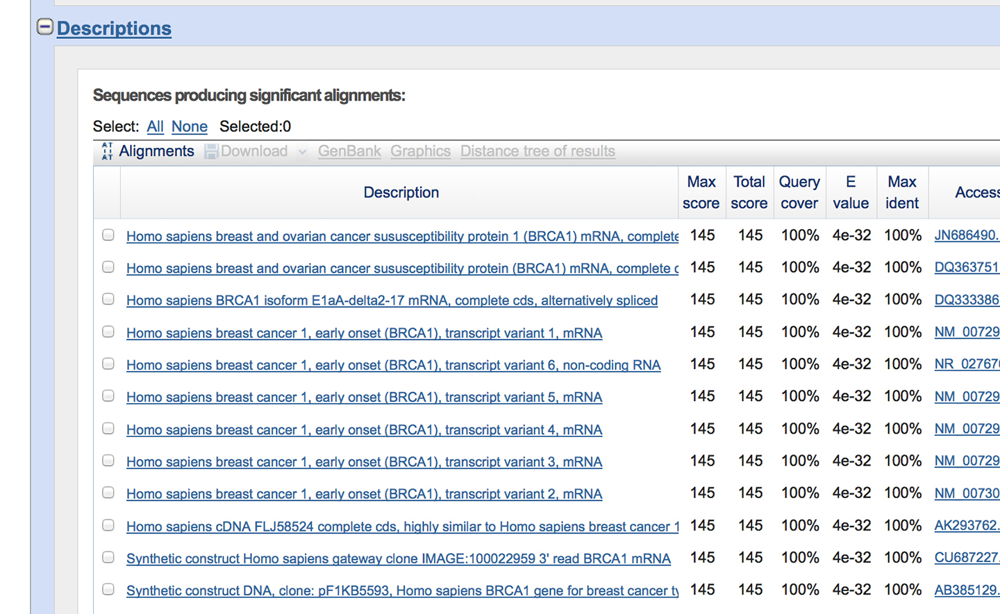 Descriptions
Sequences producing significant alignments:
Select: All None Selected:0
Alignments Download GenBank Graphics Distance tree of results
Description Max score Total score Query cover E value Max ident Access
Homo sapiens breast and ovarian cancer sususceptibility protein 1 (BRCA1) mRNA, complete 145 145 100% 4e-32 100% JN686490.
Homo sapiens breast and ovarian cancer sususceptibility protein (BRCA1) mRNA, complete c 145 145 100% 4e-32 100% DQ363751
Homo sapiens BRCA1 isoform E1aA-delta2-17 mRNA, complete cds, alternatively spliced 145 145 100% 4e-32 100% DQ333386
Homo sapiens breast cancer 1, early onset (BRCA1), transcript variant 1, mRNA 145 145 100% 4e-32 100% NM_00729
Homo sapiens breast cancer 1, early onset (BRCA1), transcript variant 6, non-coding RNA 145 145 100% 4e-32 100% NR_027676
Homo sapiens breast cancer 1, early onset (BRCA1), transcript variant 5, mRNA 145 145 100% 4e-32 100% NM_00729
Homo sapiens breast cancer 1, early onset (BRCA1), transcript variant 4, mRNA 145 145 100% 4e-32 100% NM_00729
Homo sapiens breast cancer 1, early onset (BRCA1), transcript variant 3, mRNA 145 145 100% 4e-32 100% NM_00729
Homo sapiens breast cancer 1, early onset (BRCA1), transcript variant 2, mRNA 145 145 100% 4e-32 100% NM_00730
Homo sapiens cDNA FLJ58524 complete cds, highly similar to Homo sapiens breast cancer 1 145 145 100% 4e-32 100% AK293762.
Synthetic construct Homo sapiens gateway clone IMAGE:100022959 3' read BRCA1 mRNA 145 145 100% 4e-32 100% CU687227.
Synthetic construct DNA, clone: pF1KB5593, Homo sapiens BRCA1 gene for breast cancer ty 145 145 100% 4e-32 100% AB385129.